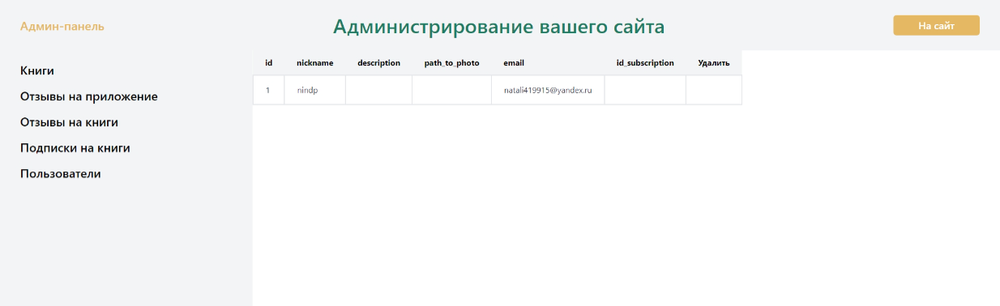 Админ-панель
Администрирование вашего сайта
На сайт
Книги
Отзывы на приложение
Отзывы на книги
Подписки на книги
Пользователи
id nickname description path_to_photo email id_subscription Удалить
1 nindp natali419915@yandex.ru